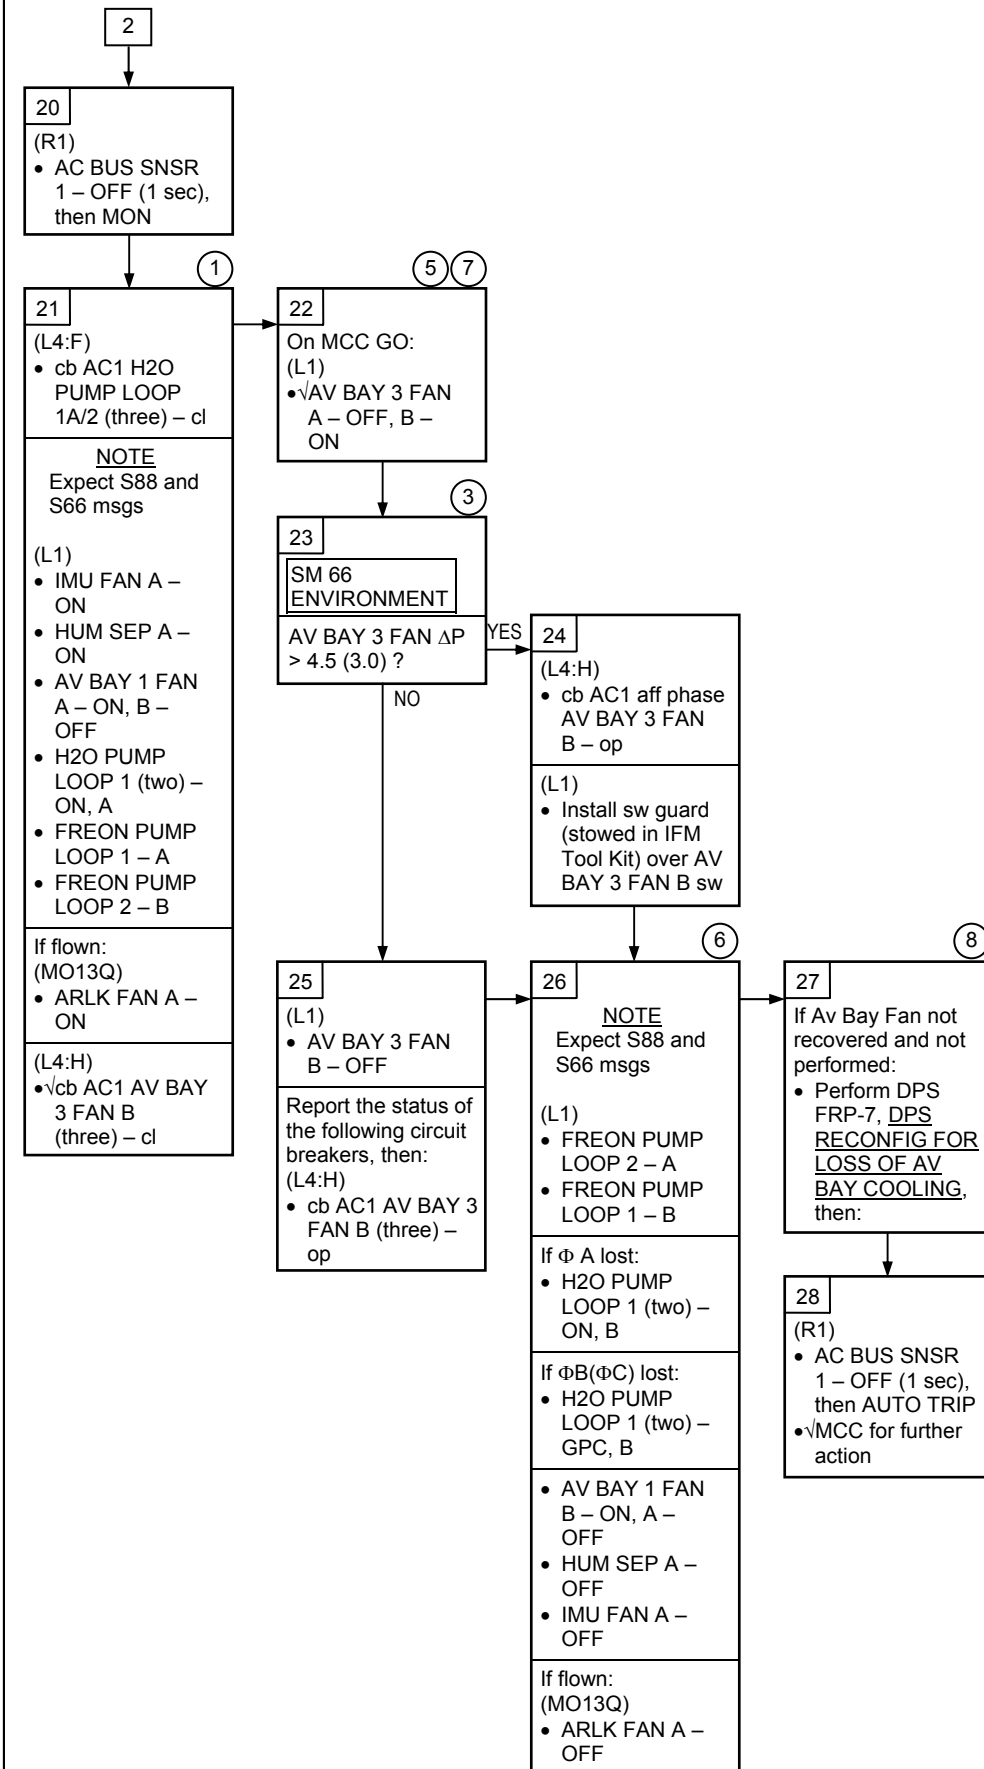 2
20
(R1)
• AC BUS SNSR
1 – OFF (1 sec),
then MON
1
21
(L4:F)
• cb AC1 H2O
PUMP LOOP
1A/2 (three) – cl
NOTE
Expect S88 and
S66 msgs
(L1)
• IMU FAN A –
ON
• HUM SEP A –
ON
• AV BAY 1 FAN
A – ON, B –
OFF
• H2O PUMP
LOOP 1 (two) –
ON, A
• FREON PUMP
LOOP 1 – A
• FREON PUMP
LOOP 2 – B
If flown:
(MO13Q)
• ARLK FAN A –
ON
(L4:H)
•√cb AC1 AV BAY
3 FAN B
(three) – cl
5 7
22
On MCC GO:
(L1)
•√AV BAY 3 FAN
A – OFF, B –
ON
3
23
SM 66
ENVIRONMENT
AV BAY 3 FAN ΔP
> 4.5 (3.0) ?
YES
NO
24
(L4:H)
• cb AC1 aff phase
AV BAY 3 FAN
B – op
(L1)
• Install sw guard
(stowed in IFM
Tool Kit) over AV
BAY 3 FAN B sw
25
(L1)
• AV BAY 3 FAN
B – OFF
Report the status of
the following circuit
breakers, then:
(L4:H)
• cb AC1 AV BAY 3
FAN B (three) –
op
6
26
NOTE
Expect S88 and
S66 msgs
(L1)
• FREON PUMP
LOOP 2 – A
• FREON PUMP
LOOP 1 – B
If Φ A lost:
• H2O PUMP
LOOP 1 (two) –
ON, B
If ΦB(ΦC) lost:
• H2O PUMP
LOOP 1 (two) –
GPC, B
• AV BAY 1 FAN
B – ON, A –
OFF
• HUM SEP A –
OFF
• IMU FAN A –
OFF
If flown:
(MO13Q)
• ARLK FAN A –
OFF
8
27
If Av Bay Fan not
recovered and not
performed:
• Perform DPS
FRP-7, DPS
RECONFIG FOR
LOSS OF AV
BAY COOLING,
then:
28
(R1)
• AC BUS SNSR
1 – OFF (1 sec),
then AUTO TRIP
•√MCC for further
action